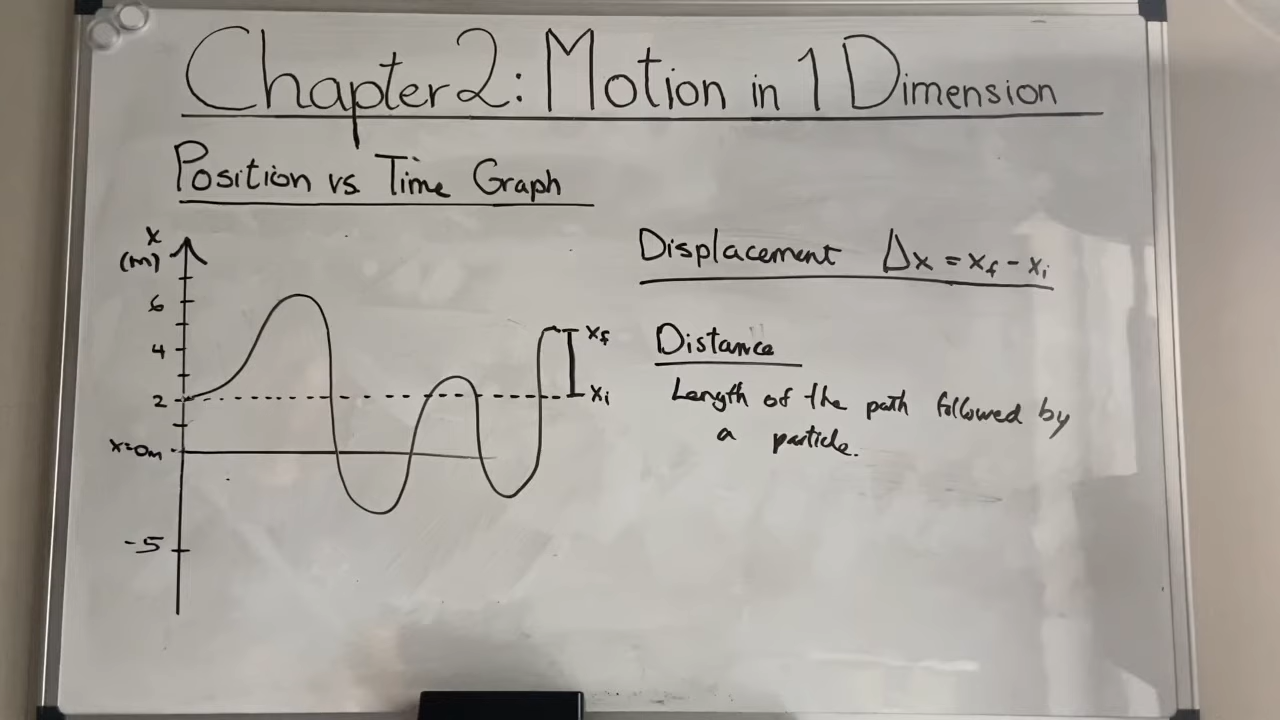 Chapter 2: Motion in 1 Dimension
Position vs Time Graph
x
(m)
6
4
2
x=0m
-5
xf
xi
Displacement Δx = xf - xi
Distance
Length of the path followed by
a particle.